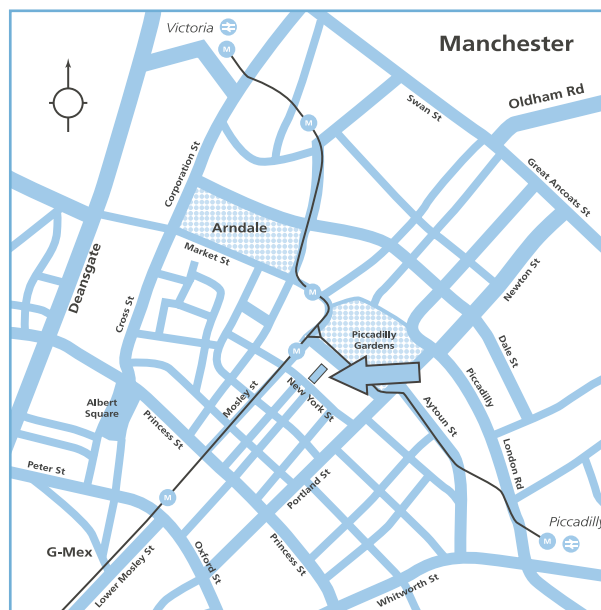 Victoria
M
Manchester
Oldham Rd
Swan St
M
Great Ancoats St
Corporation St
Arndale
Market St
Deansgate
Newton St
M
Cross St
Piccadilly
Gardens
Dale St
M
Piccadilly
Albert
Square
Mosley st
New York St
Aytoun St
Princess St
London Rd
Peter St
Portland St
M
Piccadilly
M
G-Mex
Oxford St
Princess St
Lower Mosley St
Whitworth St